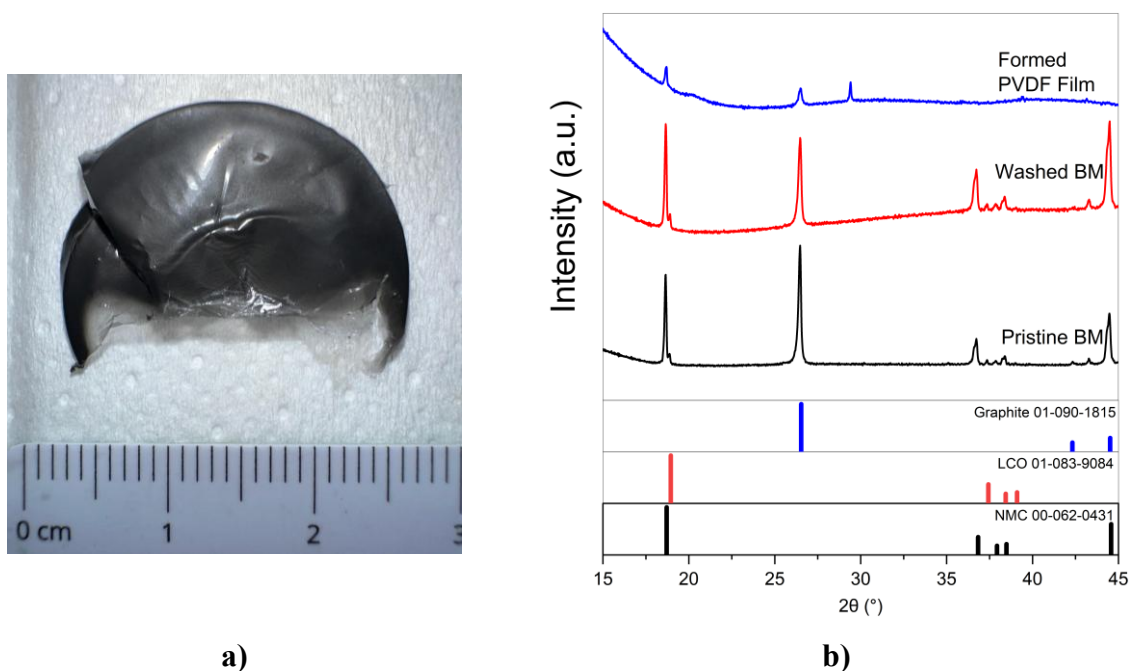 0 cm 1 2 3
a)
Intensity (a.u.)
Formed
PVDF Film
Washed BM
Pristine BM
Graphite 01-090-1815
LCO 01-083-9084
NMC 00-062-0431
15 20 25 30 35 40 45
2θ (°)
b)